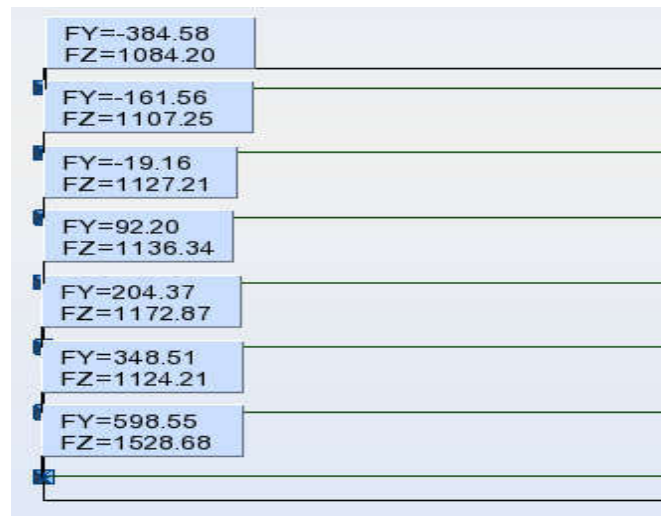 FY=-384.58
FZ=1084.20
FY=-161.56
FZ=1107.25
FY=-19.16
FZ=1127.21
FY=92.20
FZ=1136.34
FY=204.37
FZ=1172.87
FY=348.51
FZ=1124.21
FY=598.55
FZ=1528.68